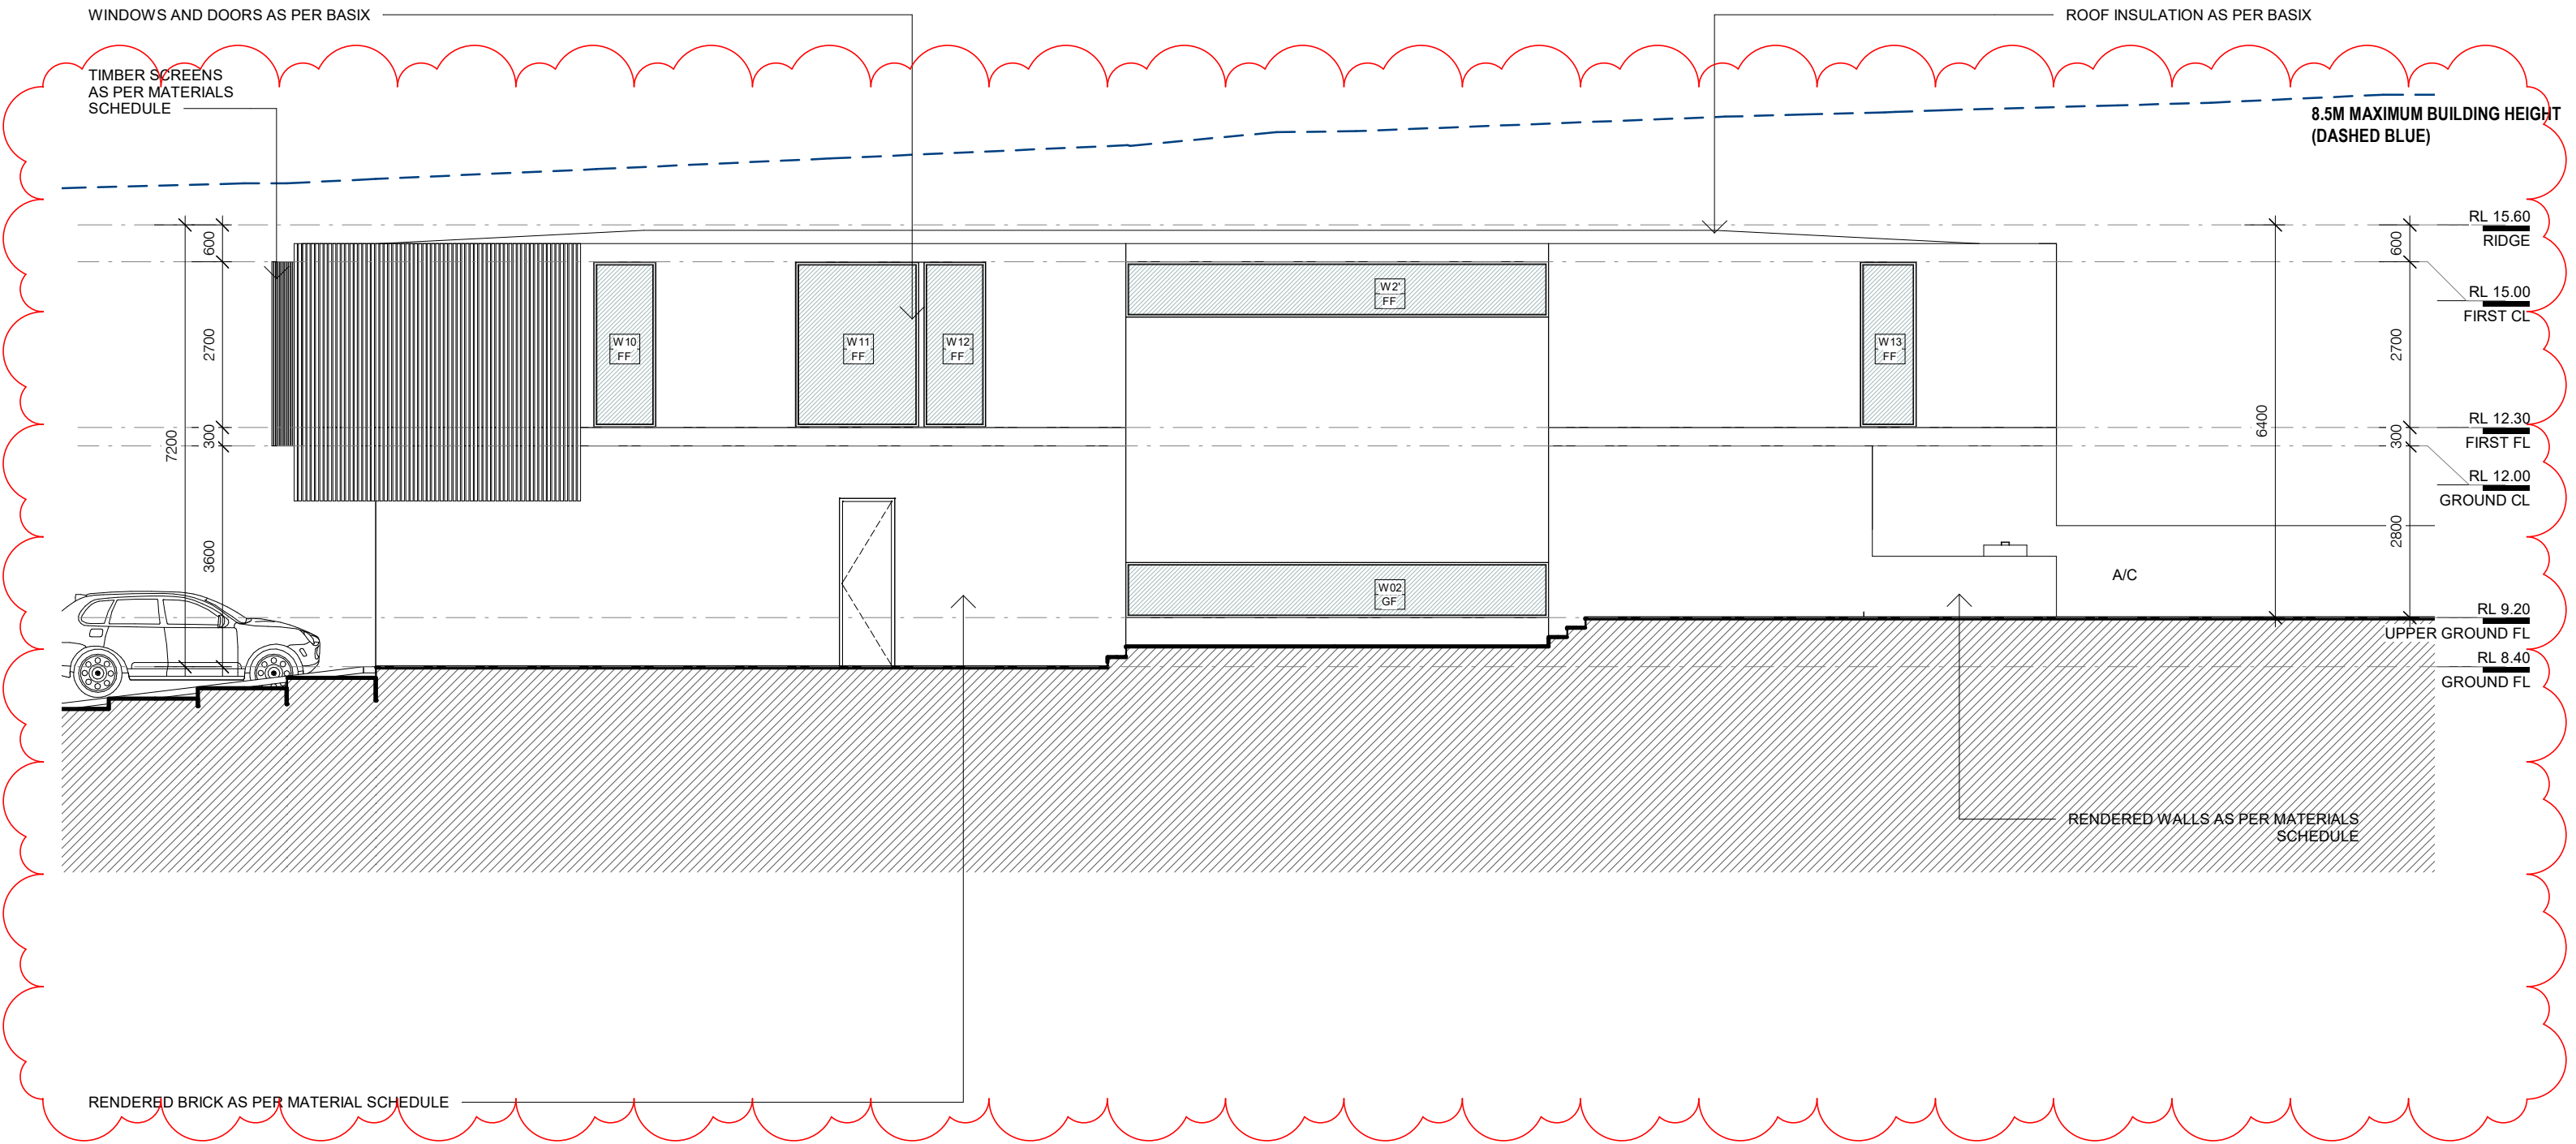 WINDOWS AND DOORS AS PER BASIX
ROOF INSULATION AS PER BASIX
TIMBER SCREENS
AS PER MATERIALS
SCHEDULE
8.5M MAXIMUM BUILDING HEIGHT
(DASHED BLUE)
RL 15.60
RIDGE
600
600
RL 15.00
FIRST CL
W2'
FF
W10
FF
W11
FF
W12
FF
W13
FF
2700
2700
RL 12.30
FIRST FL
7200
300
6400
300
RL 12.00
GROUND CL
3600
2800
A/C
W02
GF
RL 9.20
UPPER GROUND FL
RL 8.40
GROUND FL
RENDERED WALLS AS PER MATERIALS
SCHEDULE
RENDERED BRICK AS PER MATERIAL SCHEDULE